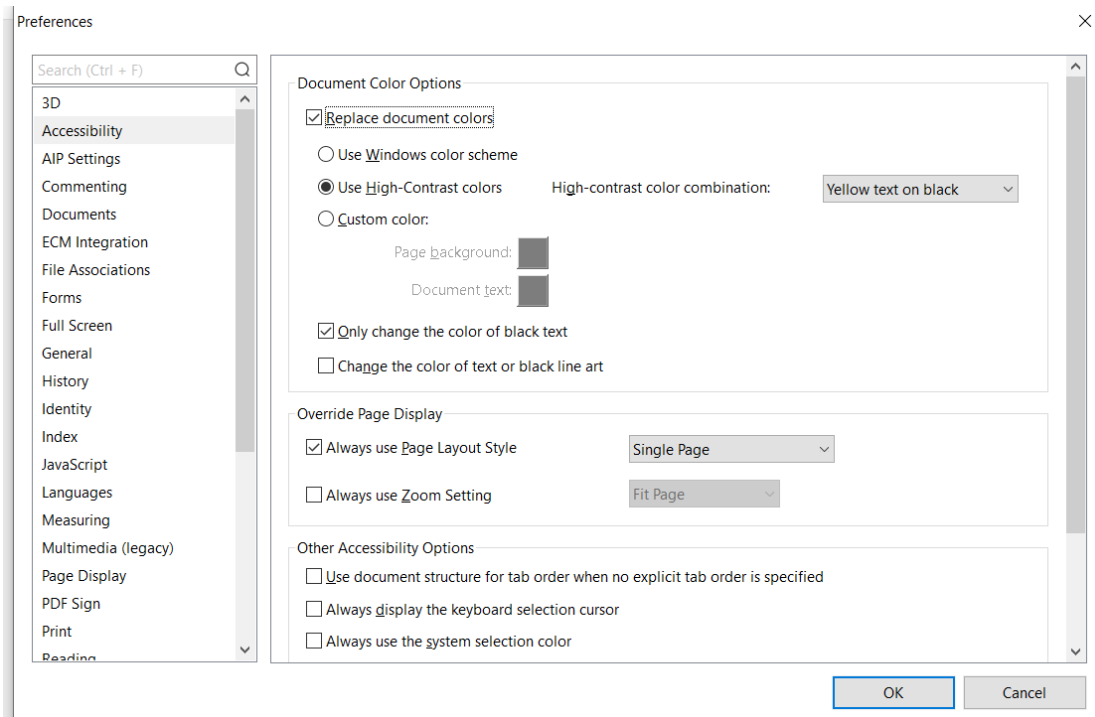 Preferences
Search (Ctrl + F)
3D
Accessibility
AIP Settings
Commenting
Documents
ECM Integration
File Associations
Forms
Full Screen
General
History
Identity
Index
JavaScript
Languages
Measuring
Multimedia (legacy)
Page Display
PDF Sign
Print
Reading
Document Color Options
Replace document colors
Use Windows color scheme
Use High-Contrast colors High-contrast color combination: Yellow text on black
Custom color:
Page background:
Document text:
Only change the color of black text
Change the color of text or black line art
Override Page Display
Always use Page Layout Style Single Page
Always use Zoom Setting Fit Page
Other Accessibility Options
Use document structure for tab order when no explicit tab order is specified
Always display the keyboard selection cursor
Always use the system selection color
OK Cancel